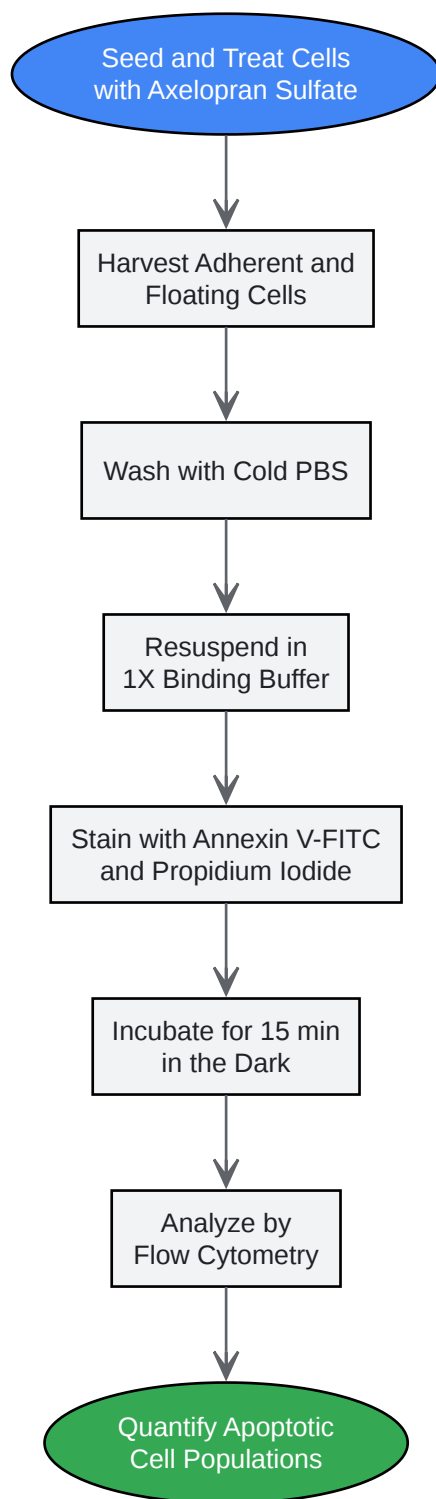 Seed and Treat Cells
with Axelopran Sulfate
Harvest Adherent and
Floating Cells
Wash with Cold PBS
Resuspend in
1X Binding Buffer
Stain with Annexin V-FITC
and Propidium Iodide
Incubate for 15 min
in the Dark
Analyze by
Flow Cytometry
Quantify Apoptotic
Cell Populations